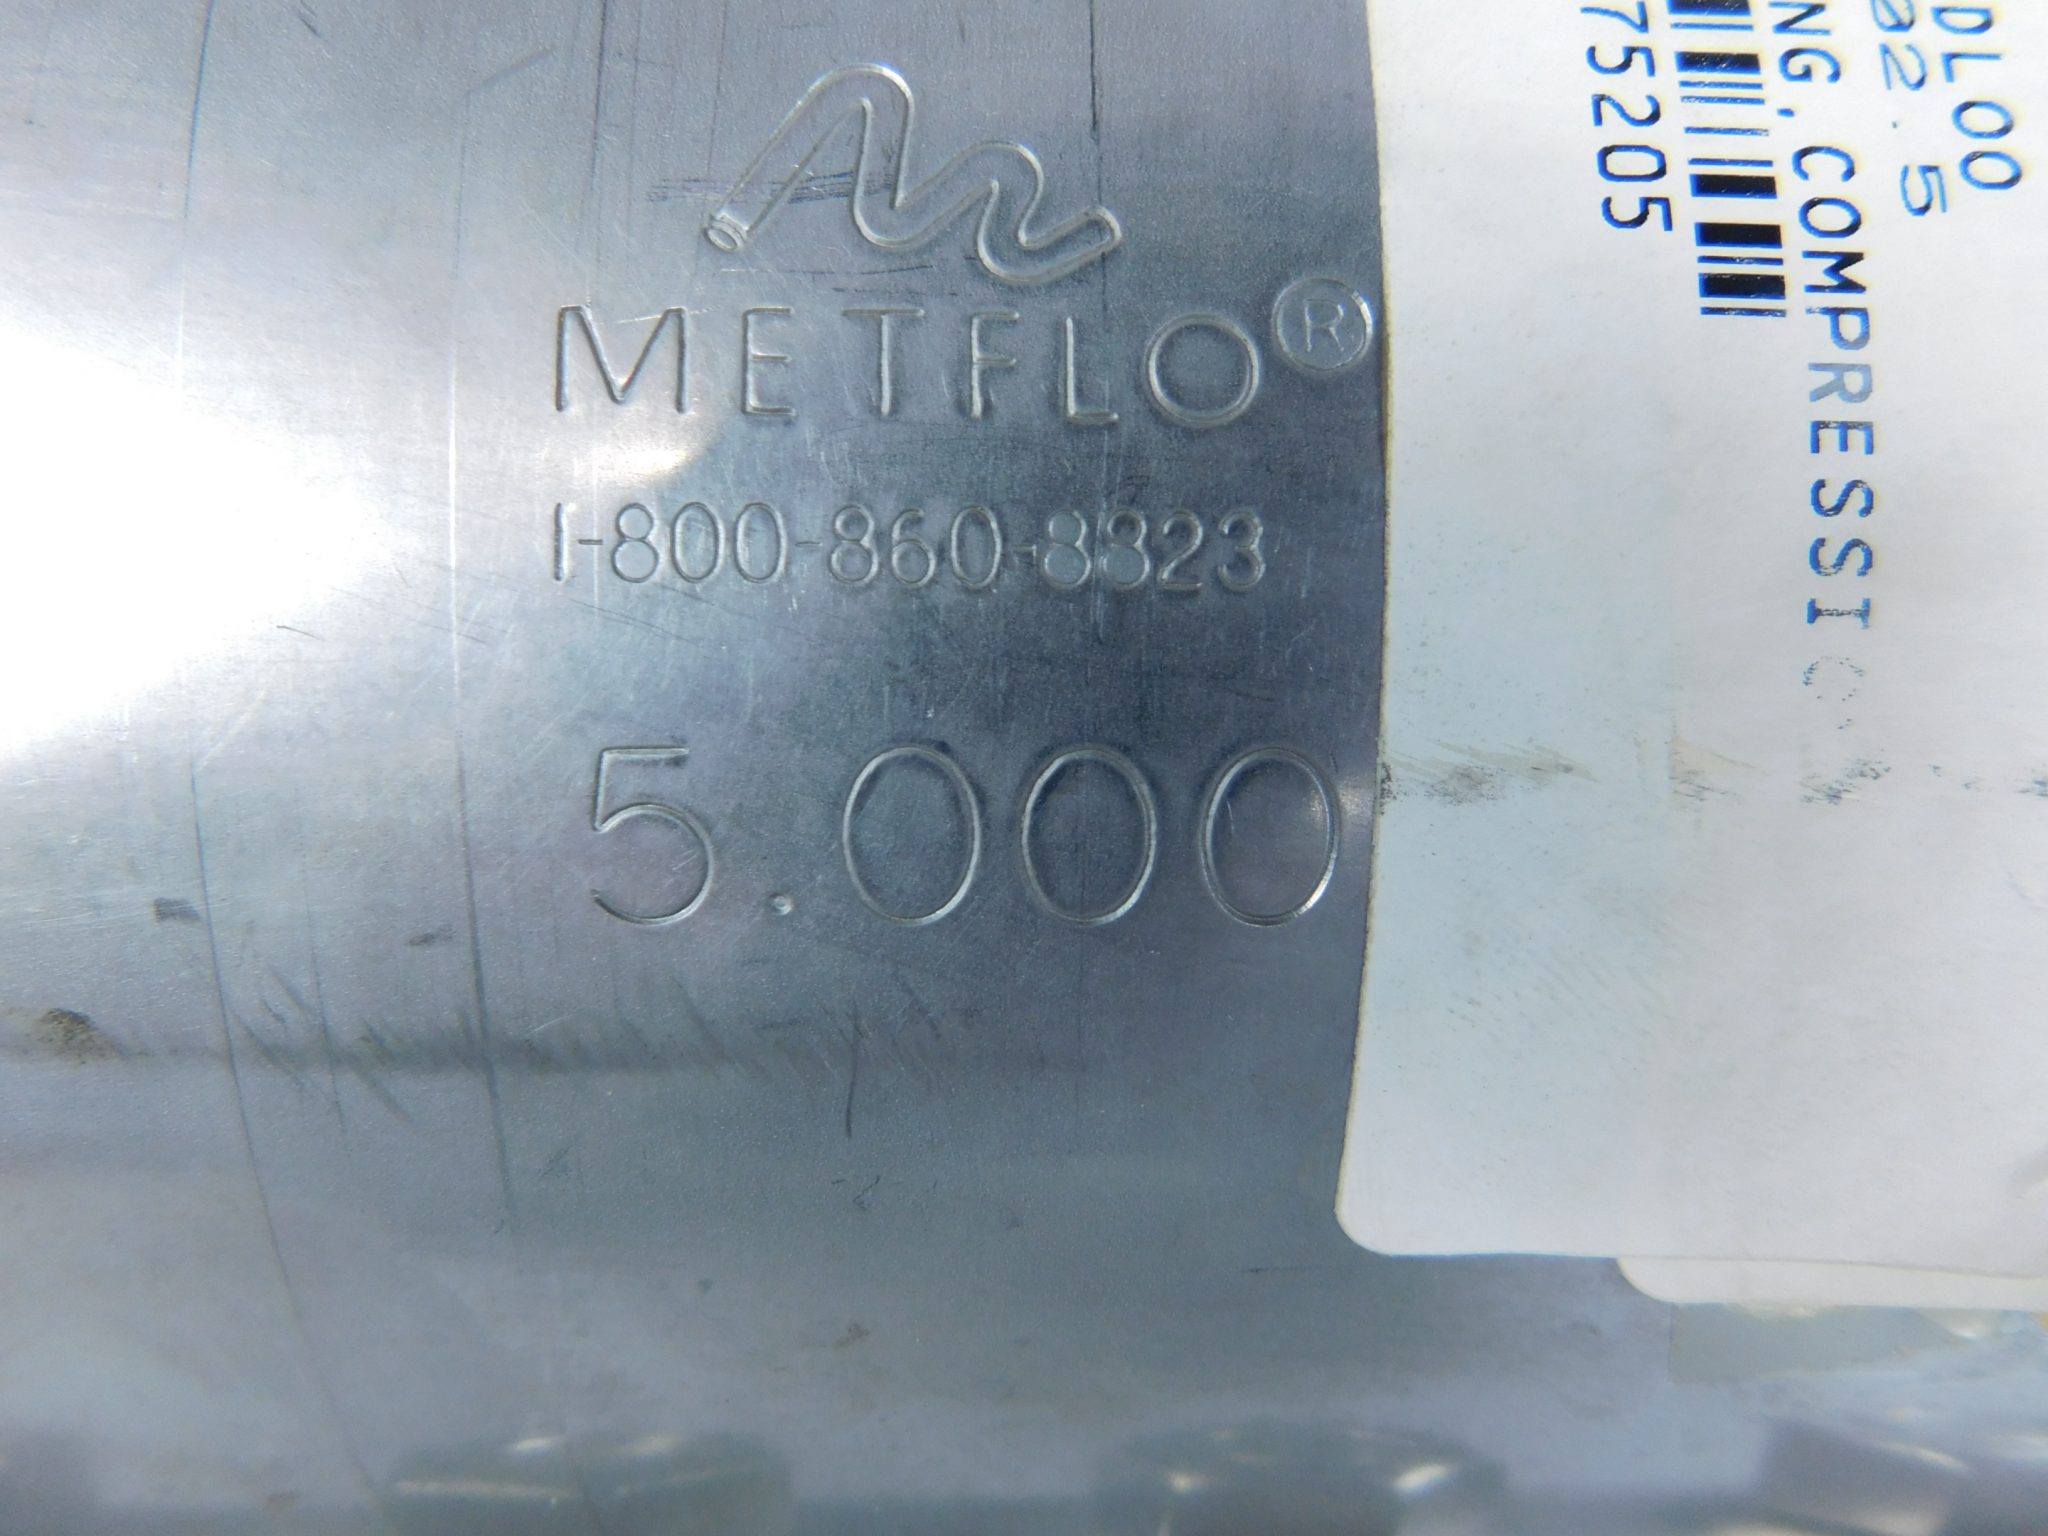 METFLO®
1-800-860-8823
5.000
DL00
02.5
NG, COMPRESSI
75205